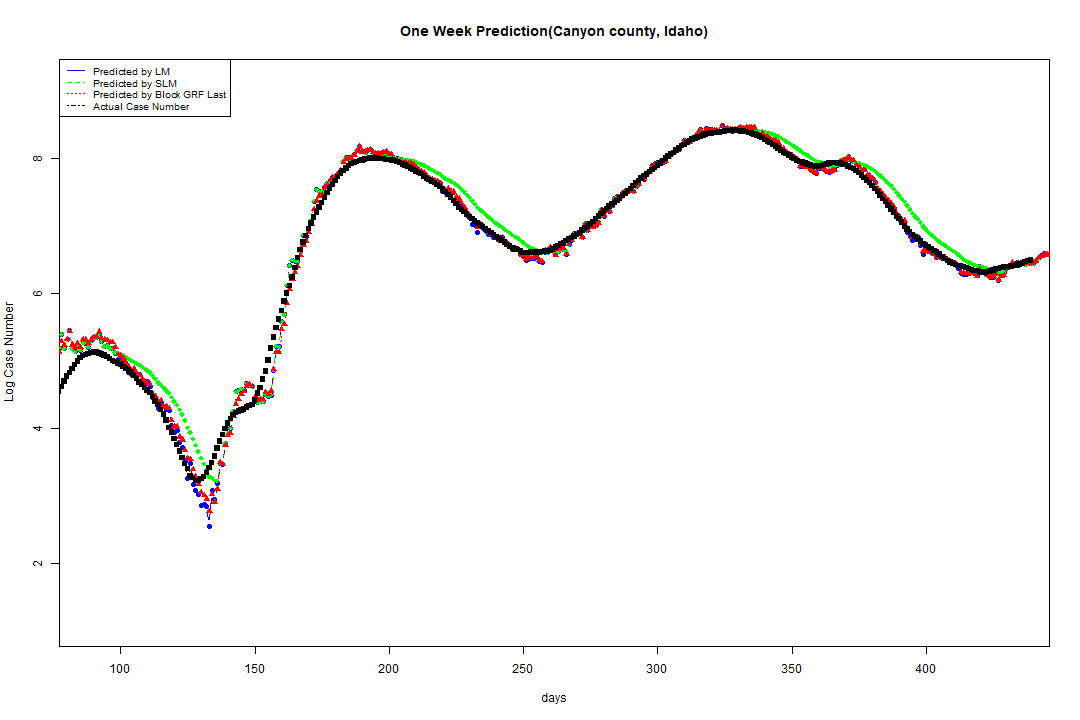 One Week Prediction(Canyon county, Idaho)
Predicted by LM
Predicted by SLM
Predicted by Block GRF Last
Actual Case Number
8
6
4
2
Log Case Number
100 150 200 250 300 350 400
days